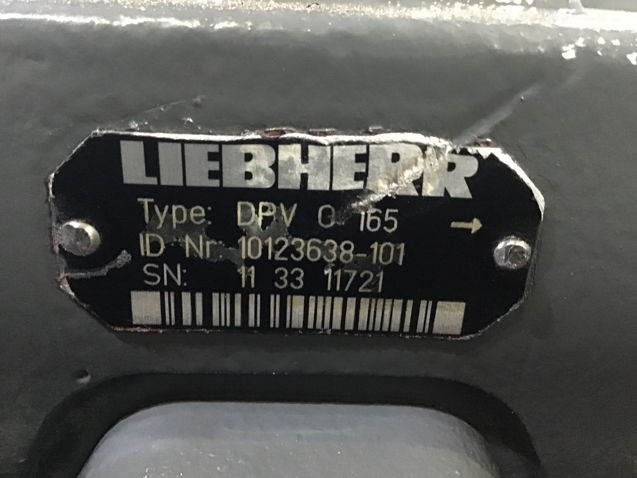 LIEBHERR
Type: DPV O 165 →
ID Nr 10123638-101
SN: 11 33 11721